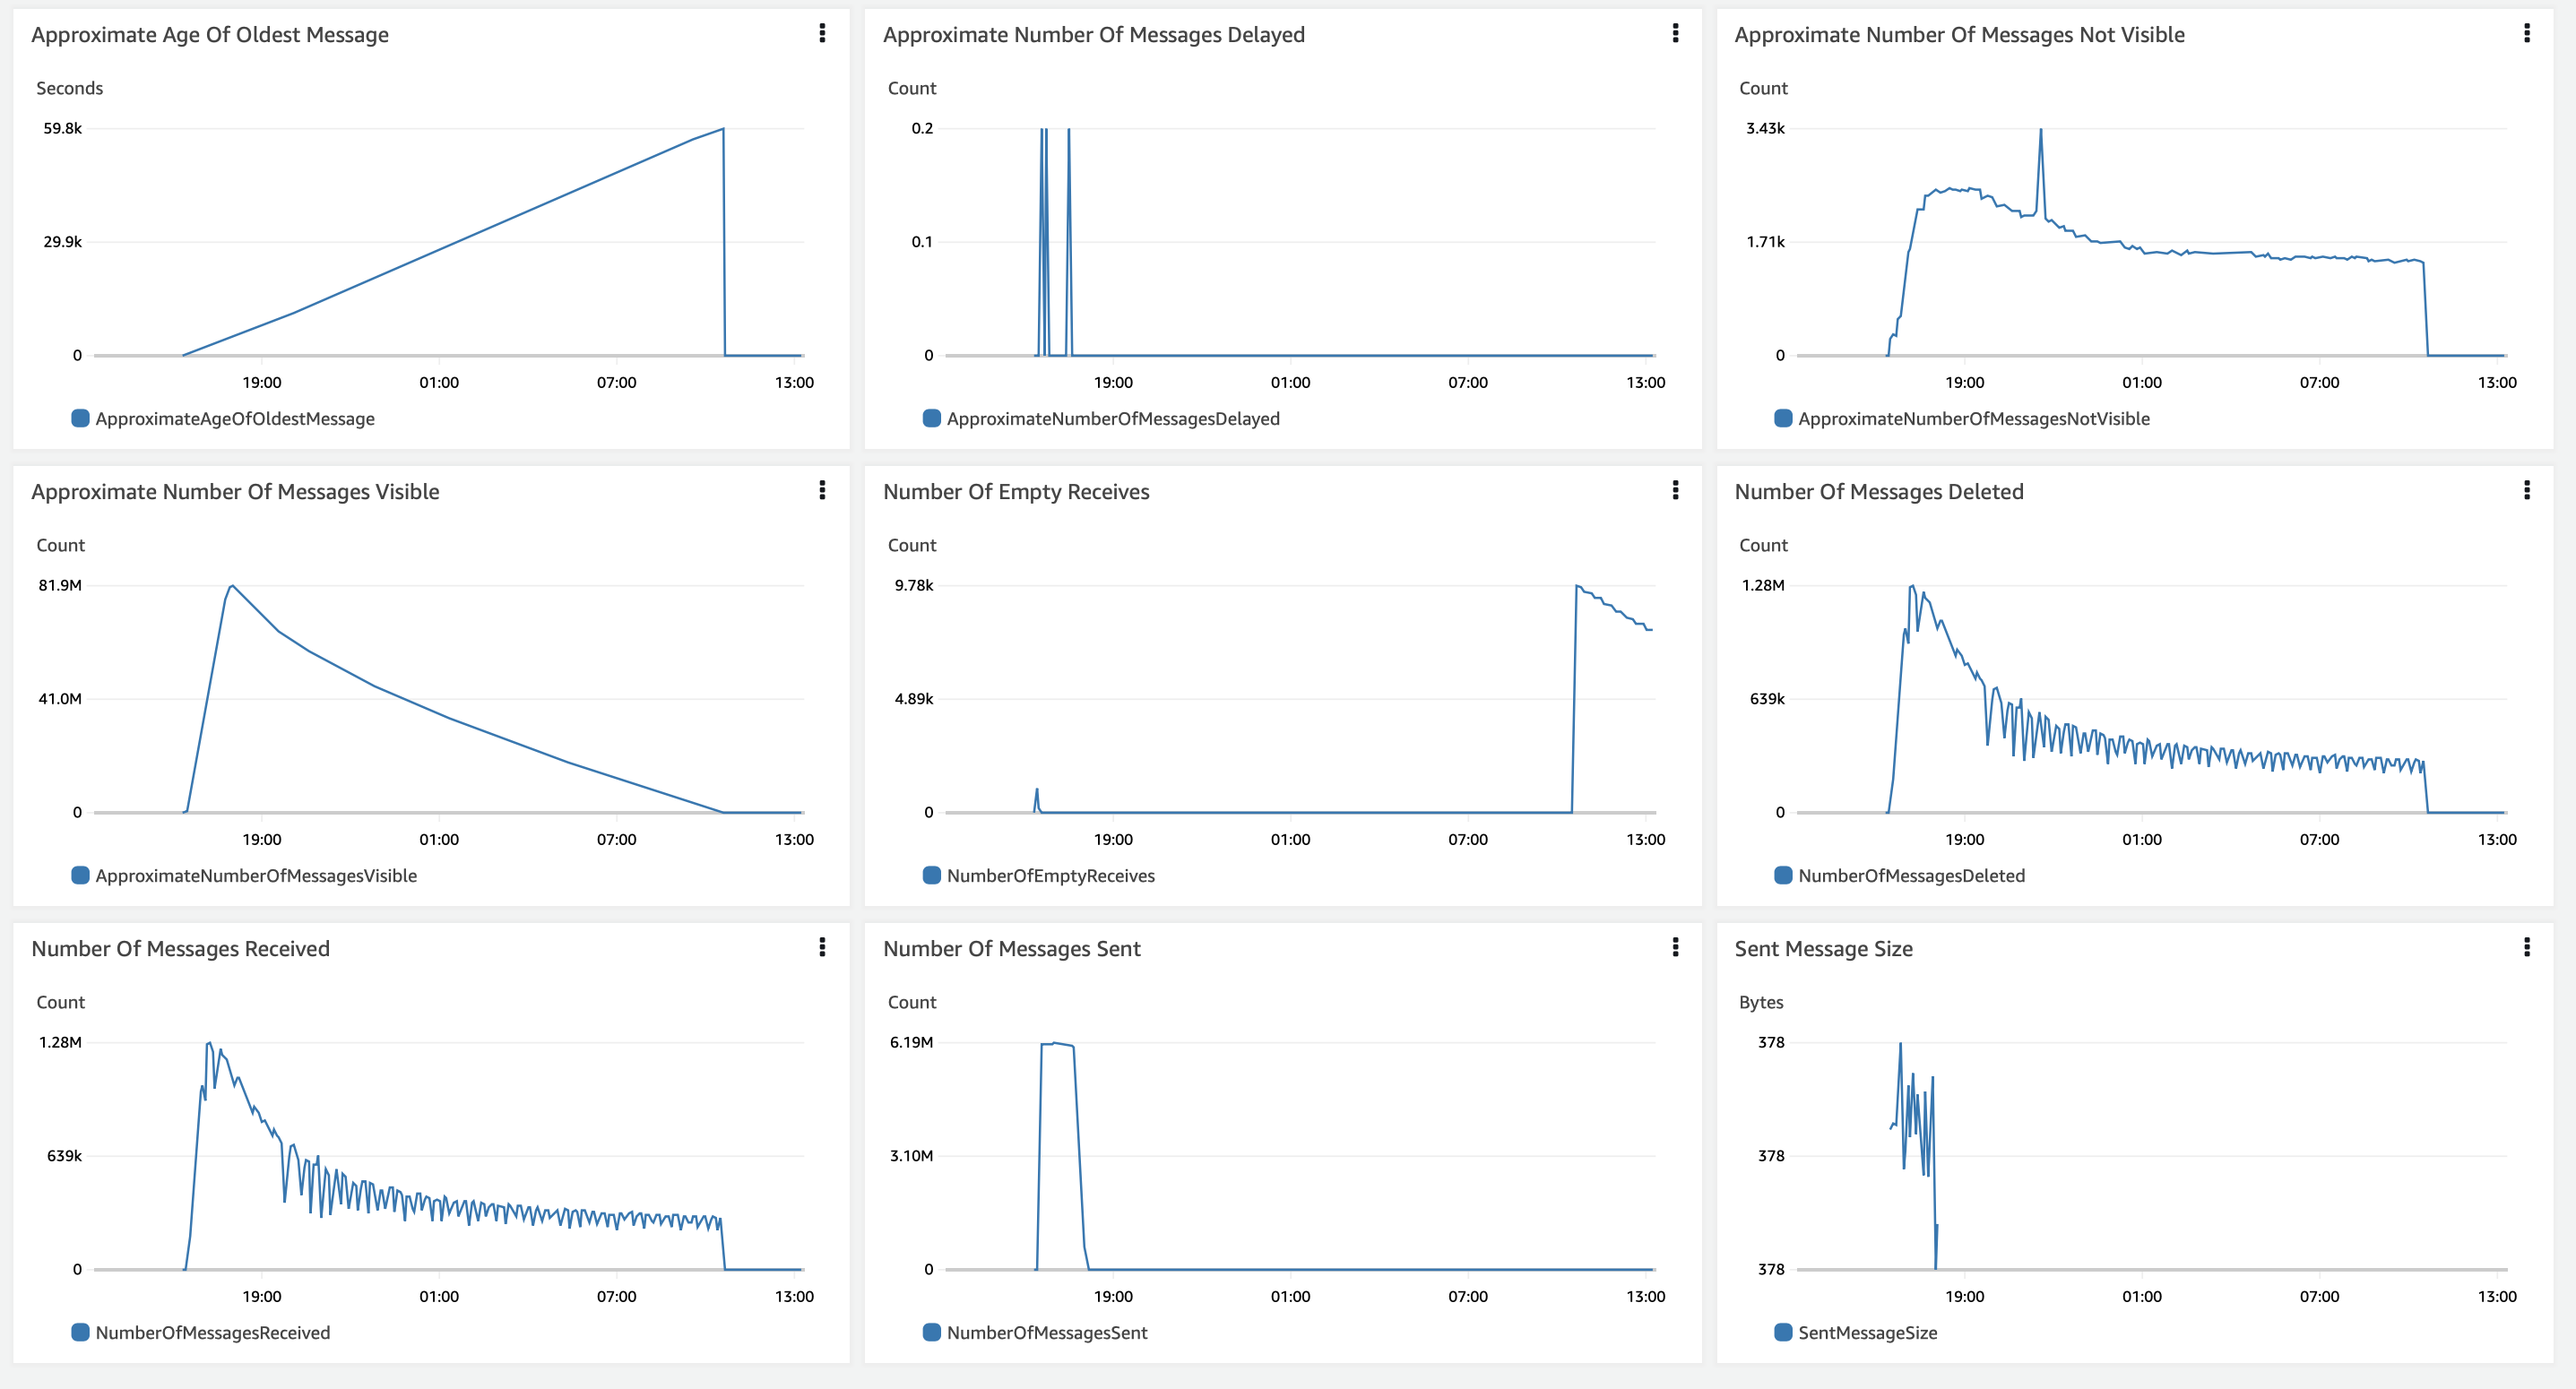 Approximate Age Of Oldest Message
Seconds
59.8k
29.9k
0
19:00 01:00 07:00 13:00
ApproximateAgeOfOldestMessage
Approximate Number Of Messages Delayed
Count
0.2
0.1
0
19:00 01:00 07:00 13:00
ApproximateNumberOfMessagesDelayed
Approximate Number Of Messages Not Visible
Count
3.43k
1.71k
0
19:00 01:00 07:00 13:00
ApproximateNumberOfMessagesNotVisible
Approximate Number Of Messages Visible
Count
81.9M
41.0M
0
19:00 01:00 07:00 13:00
ApproximateNumberOfMessagesVisible
Number Of Empty Receives
Count
9.78k
4.89k
0
19:00 01:00 07:00 13:00
NumberOfEmptyReceives
Number Of Messages Deleted
Count
1.28M
639k
0
19:00 01:00 07:00 13:00
NumberOfMessagesDeleted
Number Of Messages Received
Count
1.28M
639k
0
19:00 01:00 07:00 13:00
NumberOfMessagesReceived
Number Of Messages Sent
Count
6.19M
3.10M
0
19:00 01:00 07:00 13:00
NumberOfMessagesSent
Sent Message Size
Bytes
378
378
378
19:00 01:00 07:00 13:00
SentMessageSize